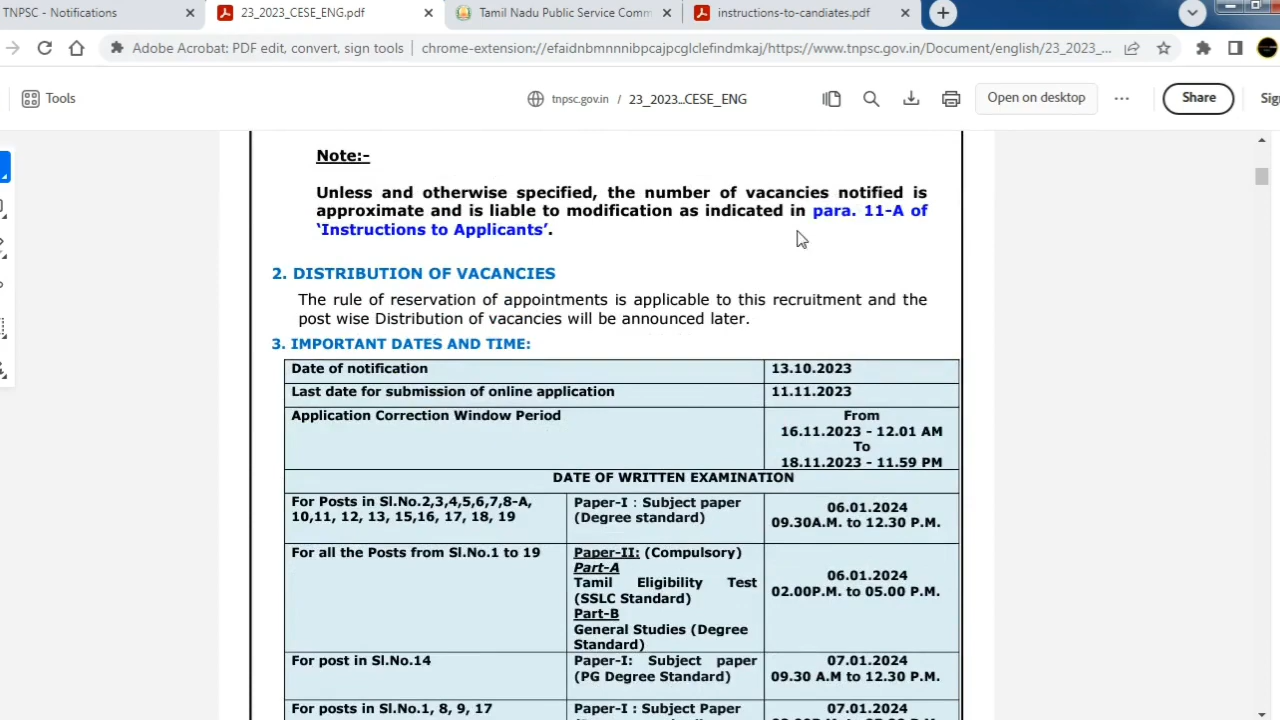 TNPSC - Notifications
23_2023_CESE_ENG.pdf
Tamil Nadu Public Service Comm
instructions-to-candiates.pdf
Adobe Acrobat: PDF edit, convert, sign tools
chrome-extension://efaidnbmnnnibpcajpcglclefindmkaj/https://www.tnpsc.gov.in/Document/english/23_2023_...
Tools
tnpsc.gov.in / 23_2023...CESE_ENG
Open on desktop
Share
Sig
Note:-
Unless and otherwise specified, the number of vacancies notified is
approximate and is liable to modification as indicated in para. 11-A of
‘Instructions to Applicants’.
2. DISTRIBUTION OF VACANCIES
The rule of reservation of appointments is applicable to this recruitment and the
post wise Distribution of vacancies will be announced later.
3. IMPORTANT DATES AND TIME:
Date of notification
13.10.2023
Last date for submission of online application
11.11.2023
Application Correction Window Period
From
16.11.2023 - 12.01 AM
To
18.11.2023 - 11.59 PM
DATE OF WRITTEN EXAMINATION
For Posts in Sl.No.2,3,4,5,6,7,8-A,
10,11, 12, 13, 15,16, 17, 18, 19
Paper-I : Subject paper
(Degree standard)
06.01.2024
09.30A.M. to 12.30 P.M.
For all the Posts from Sl.No.1 to 19
Paper-II: (Compulsory)
Part-A
Tamil Eligibility Test
(SSLC Standard)
Part-B
General Studies (Degree
Standard)
06.01.2024
02.00P.M. to 05.00 P.M.
For post in Sl.No.14
Paper-I: Subject paper
(PG Degree Standard)
07.01.2024
09.30 A.M to 12.30 P.M.
For posts in Sl.No.1, 8, 9, 17
Paper-I : Subject Paper
07.01.2024